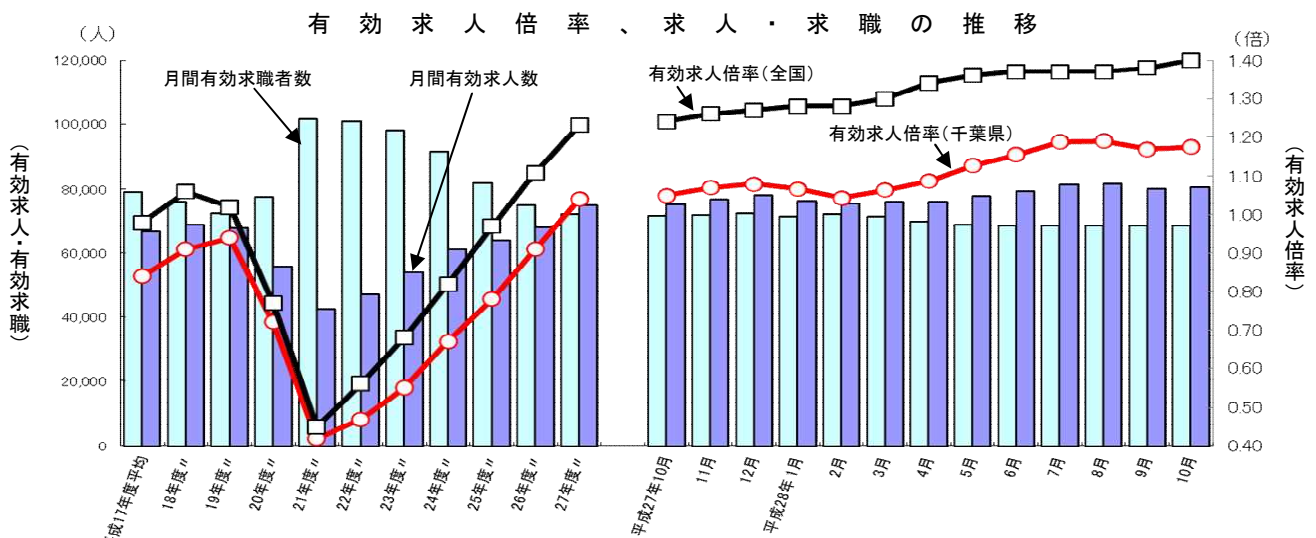 有効求人倍率、求人・求職の推移
（人）
（倍）
120,000
100,000
80,000
60,000
40,000
20,000
0
（有効求人・有効求職）
月間有効求職者数
月間有効求人数
有効求人倍率（全国）
有効求人倍率（千葉県）
1.40
1.30
1.20
1.10
1.00
0.90
0.80
0.70
0.60
0.50
0.40
（有効求人倍率）
成17年度平均
18年度〃
19年度〃
20年度〃
21年度〃
22年度〃
23年度〃
24年度〃
25年度〃
26年度〃
27年度〃
平成27年10月
11月
12月
平成28年1月
2月
3月
4月
5月
6月
7月
8月
9月
10月